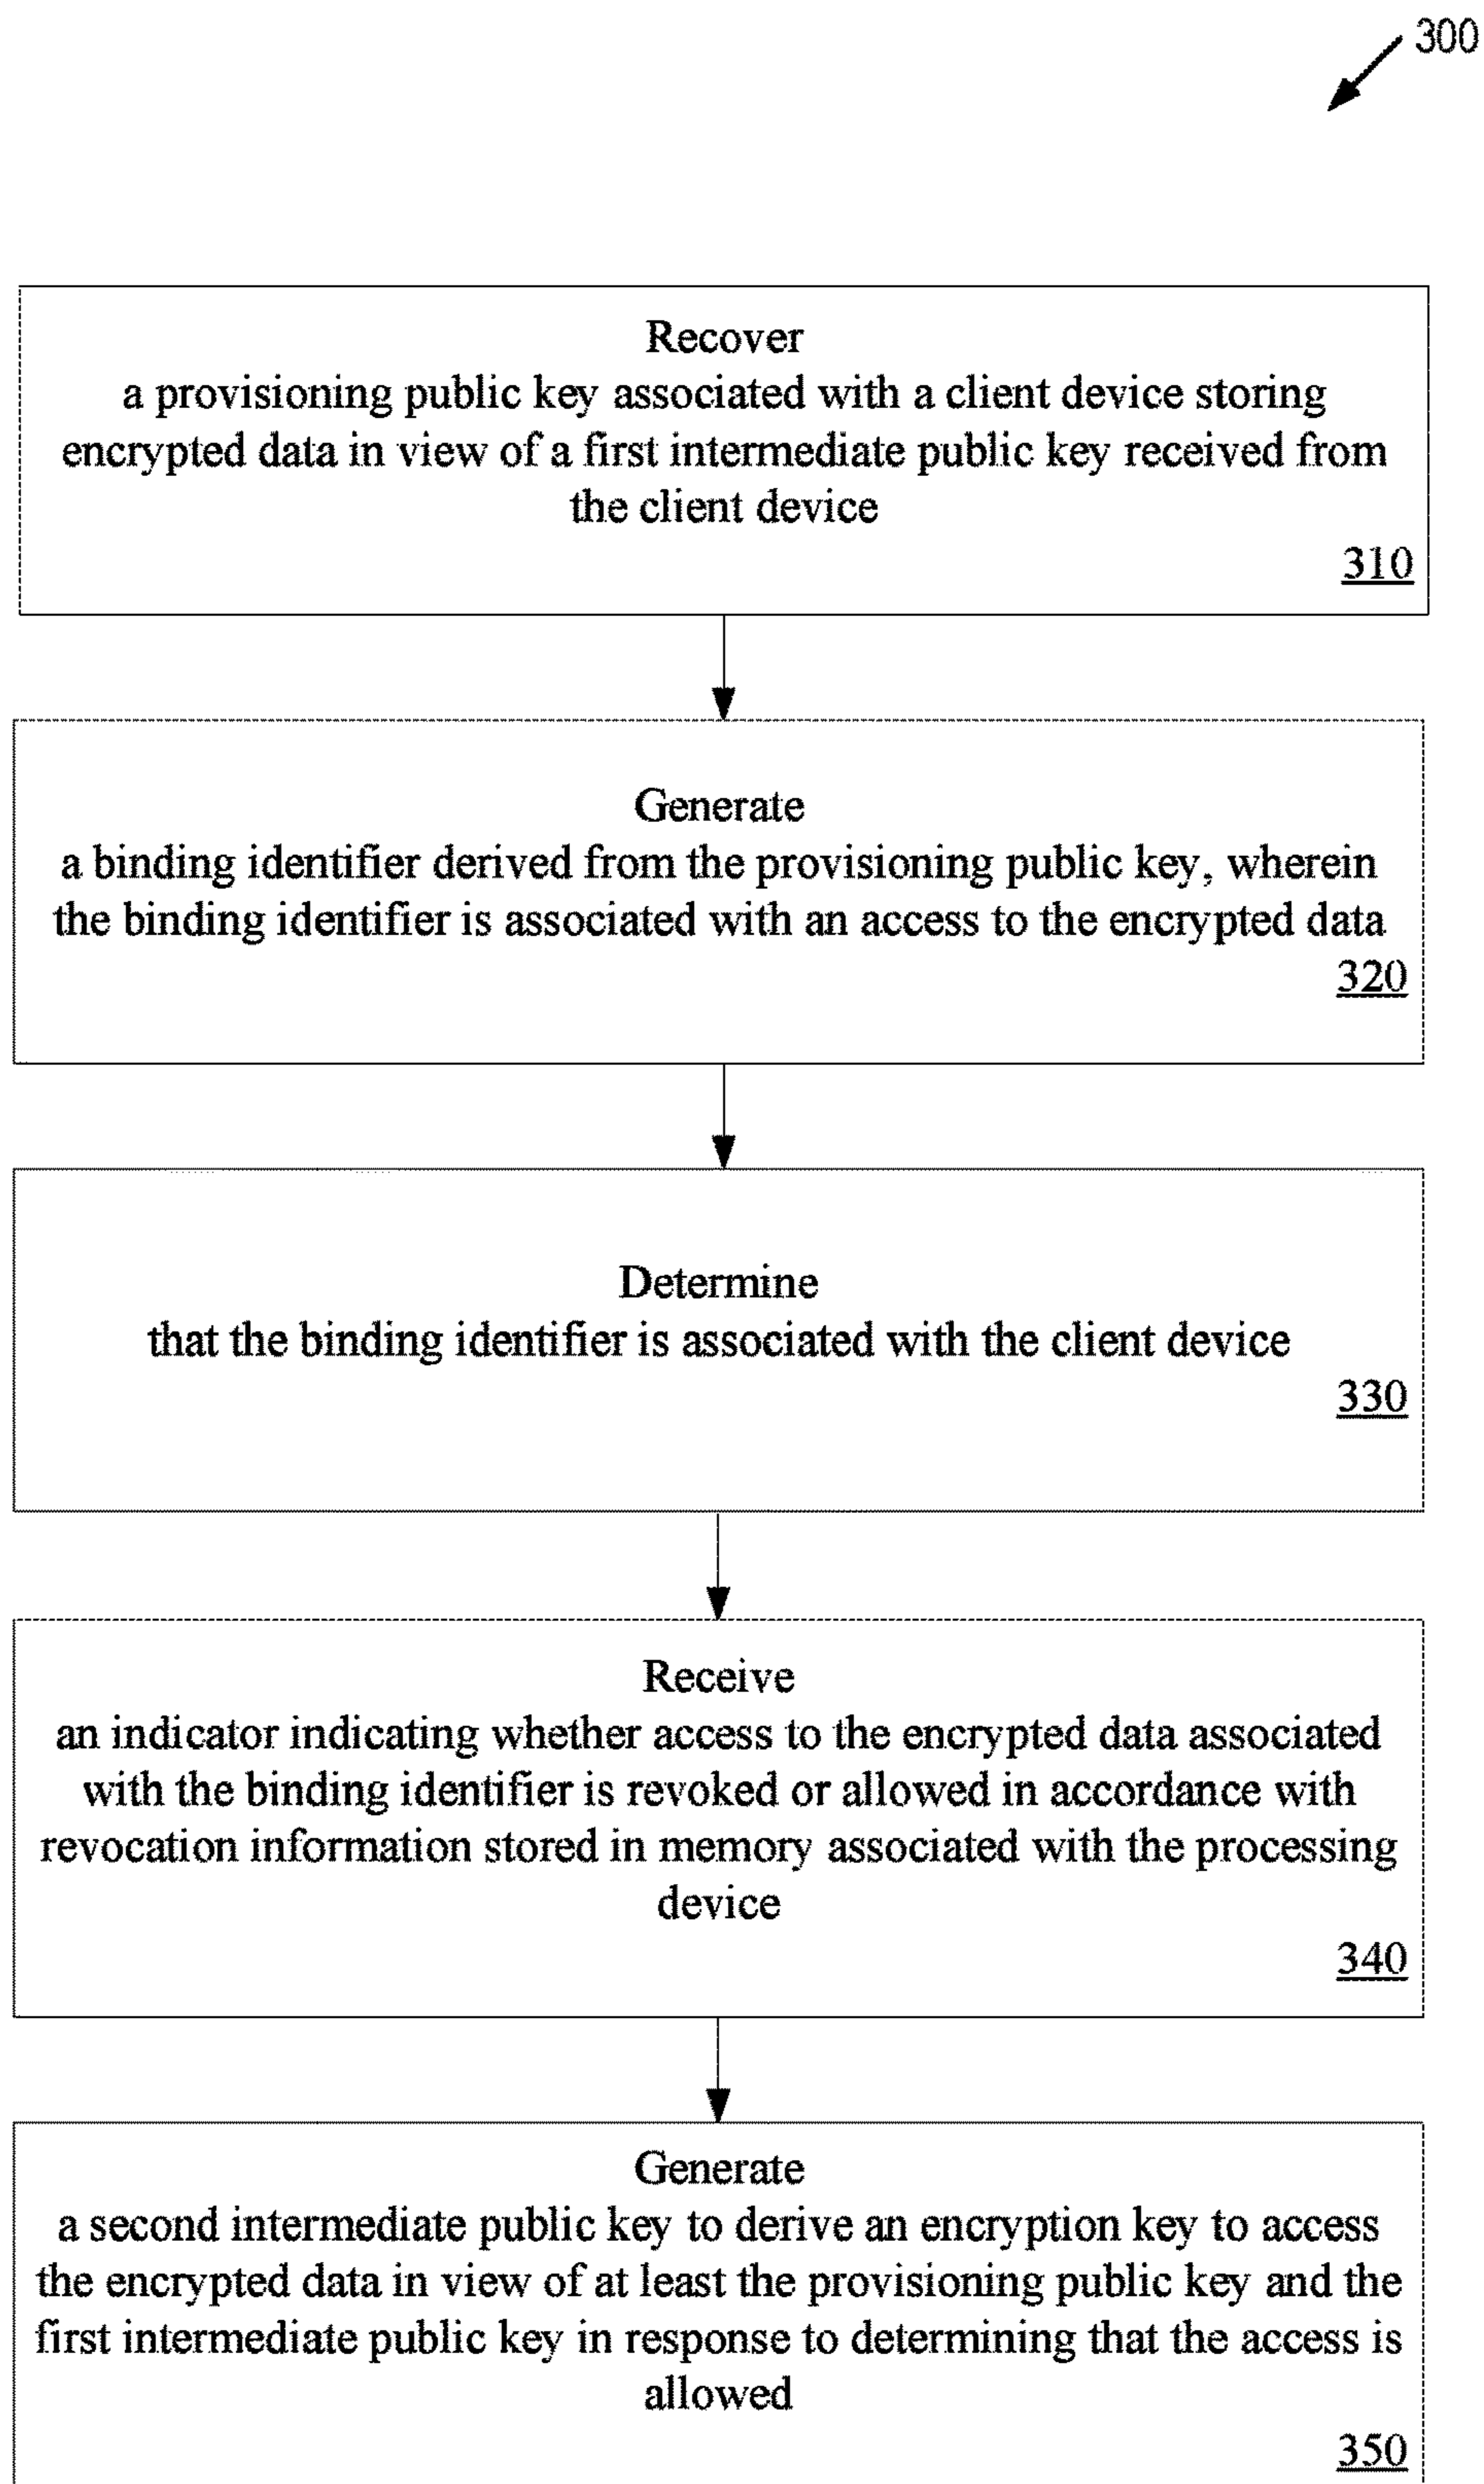 300
Recover
a provisioning public key associated with a client device storing
encrypted data in view of a first intermediate public key received from
the client device
310
Generate
a binding identifier derived from the provisioning public key, wherein
the binding identifier is associated with an access to the encrypted data
320
Determine
that the binding identifier is associated with the client device
330
Receive
an indicator indicating whether access to the encrypted data associated
with the binding identifier is revoked or allowed in accordance with
revocation information stored in memory associated with the processing
device
340
Generate
a second intermediate public key to derive an encryption key to access
the encrypted data in view of at least the provisioning public key and the
first intermediate public key in response to determining that the access is
allowed
350